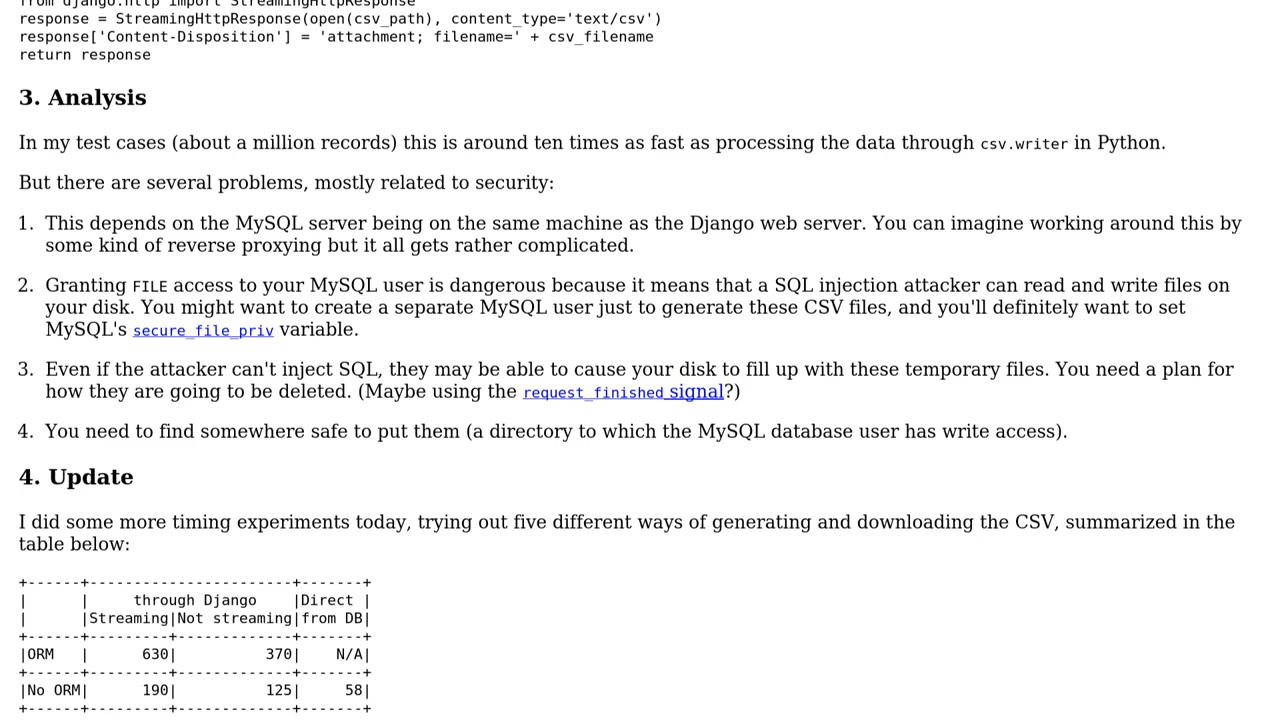 from django.http import StreamingHttpResponse
response = StreamingHttpResponse(open(csv_path), content_type='text/csv')
response['Content-Disposition'] = 'attachment; filename=' + csv_filename
return response
3. Analysis
In my test cases (about a million records) this is around ten times as fast as processing the data through csv.writer in Python.
But there are several problems, mostly related to security:
1. This depends on the MySQL server being on the same machine as the Django web server. You can imagine working around this by
some kind of reverse proxying but it all gets rather complicated.
2. Granting FILE access to your MySQL user is dangerous because it means that a SQL injection attacker can read and write files on
your disk. You might want to create a separate MySQL user just to generate these CSV files, and you'll definitely want to set
MySQL's secure_file_priv variable.
3. Even if the attacker can't inject SQL, they may be able to cause your disk to fill up with these temporary files. You need a plan for
how they are going to be deleted. (Maybe using the request_finished signal?)
4. You need to find somewhere safe to put them (a directory to which the MySQL database user has write access).
4. Update
I did some more timing experiments today, trying out five different ways of generating and downloading the CSV, summarized in the
table below:
+------+-----------------------+-------+
|      |     through Django    |Direct |
|      |Streaming|Not streaming|from DB|
+------+---------+-------------+-------+
|ORM   |      630|          370|    N/A|
+------+---------+-------------+-------+
|No ORM|      190|          125|     58|
+------+---------+-------------+-------+